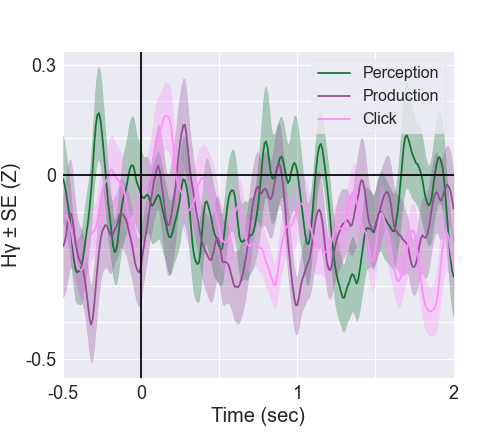 0.3
Perception
Production
Click
0
Hγ ± SE (Z)
-0.5
-0.5
0
1
2
Time (sec)